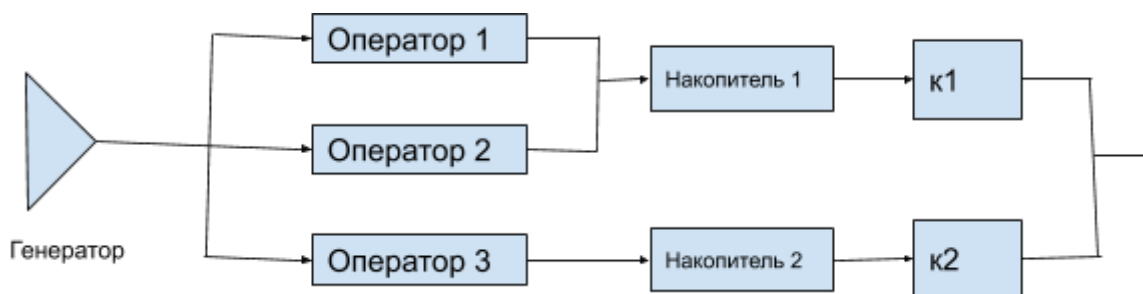 Оператор 1
Накопитель 1
к1
Оператор 2
Генератор
Оператор 3
Накопитель 2
к2